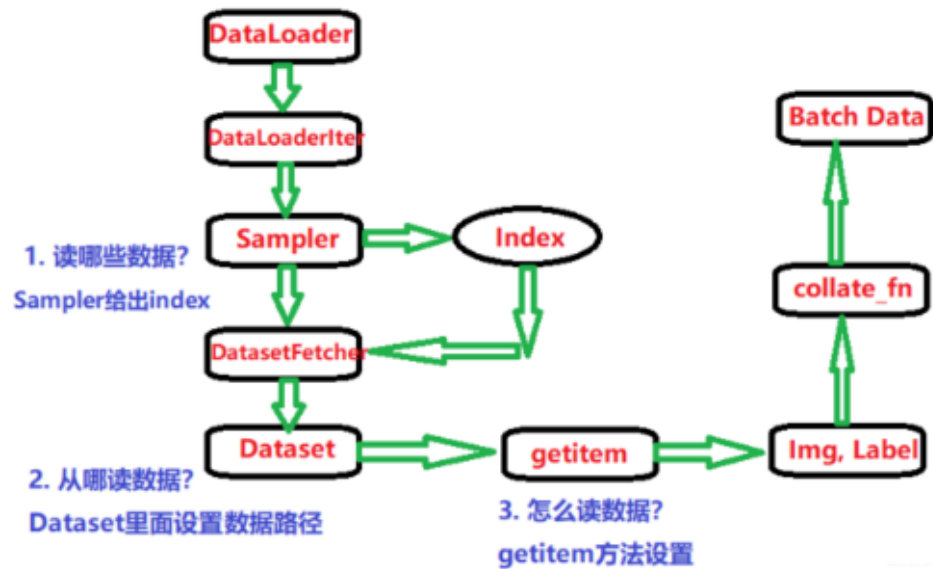 DataLoader
DataLoaderIter
Batch Data
Sampler
Index
1. 读哪些数据?
Sampler给出index
collate_fn
DatasetFetcher
Dataset
getitem
Img, Label
2. 从哪读数据?
Dataset里面设置数据路径
3. 怎么读数据?
getitem方法设置